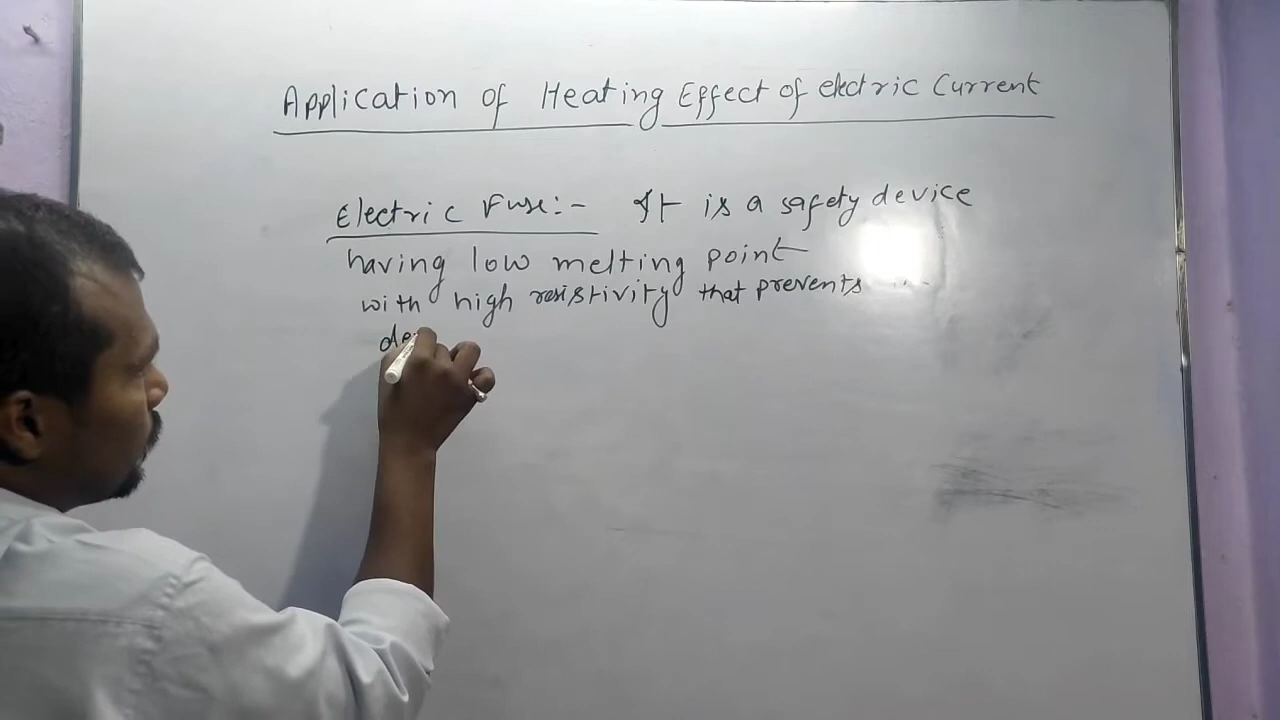 Application of Heating Effect of electric Current
Electric Fuse:- It is a safety device
having low melting point
with high resistivity that prevents
de